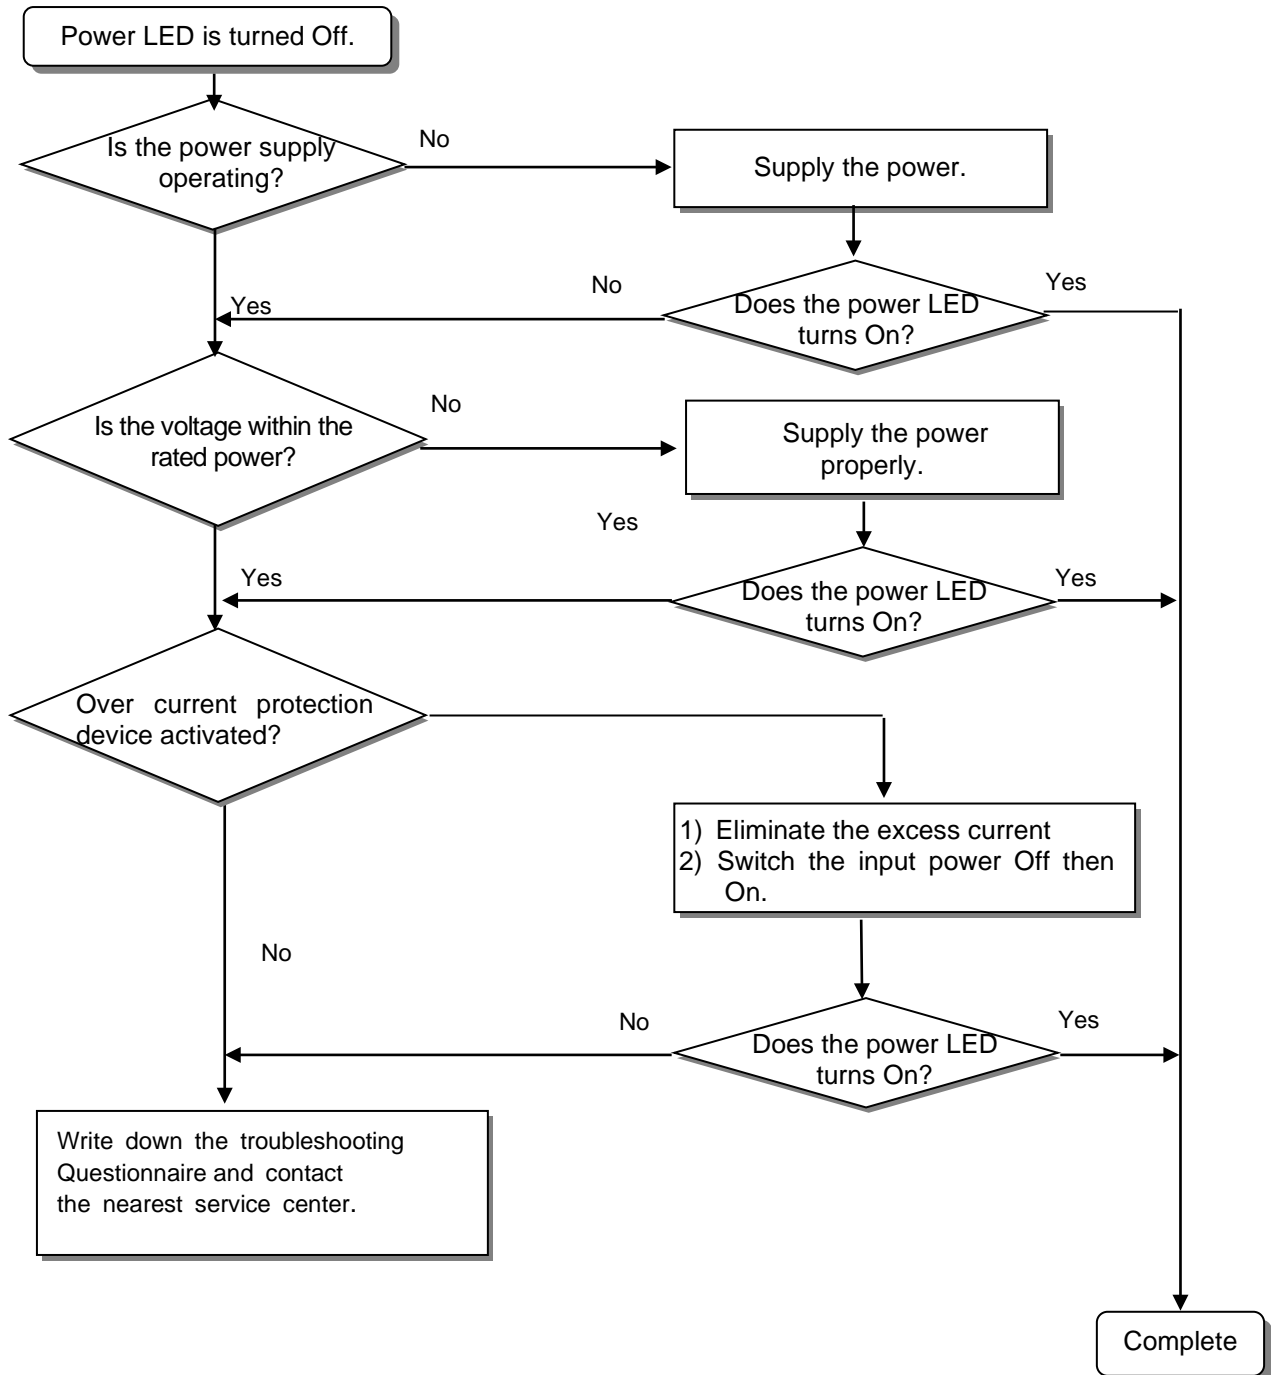 Power LED is turned Off.
Is the power supply
operating?
No
Supply the power.
Yes
No
Does the power LED
turns On?
Yes
Is the voltage within the
rated power?
No
Supply the power
properly.
Yes
Yes
Does the power LED
turns On?
Yes
Over current protection
device activated?
1) Eliminate the excess current
2) Switch the input power Off then
On.
No
No
Does the power LED
turns On?
Yes
Write down the troubleshooting
Questionnaire and contact
the nearest service center.
Complete